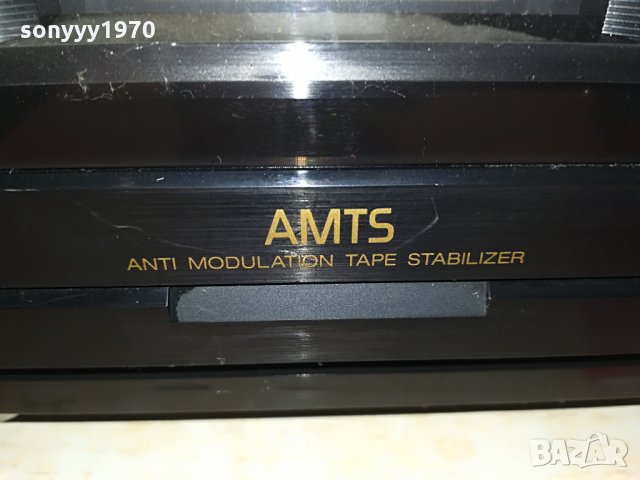 sonyyy1970
AMTS
ANTI MODULATION TAPE STABILIZER
BAZAR